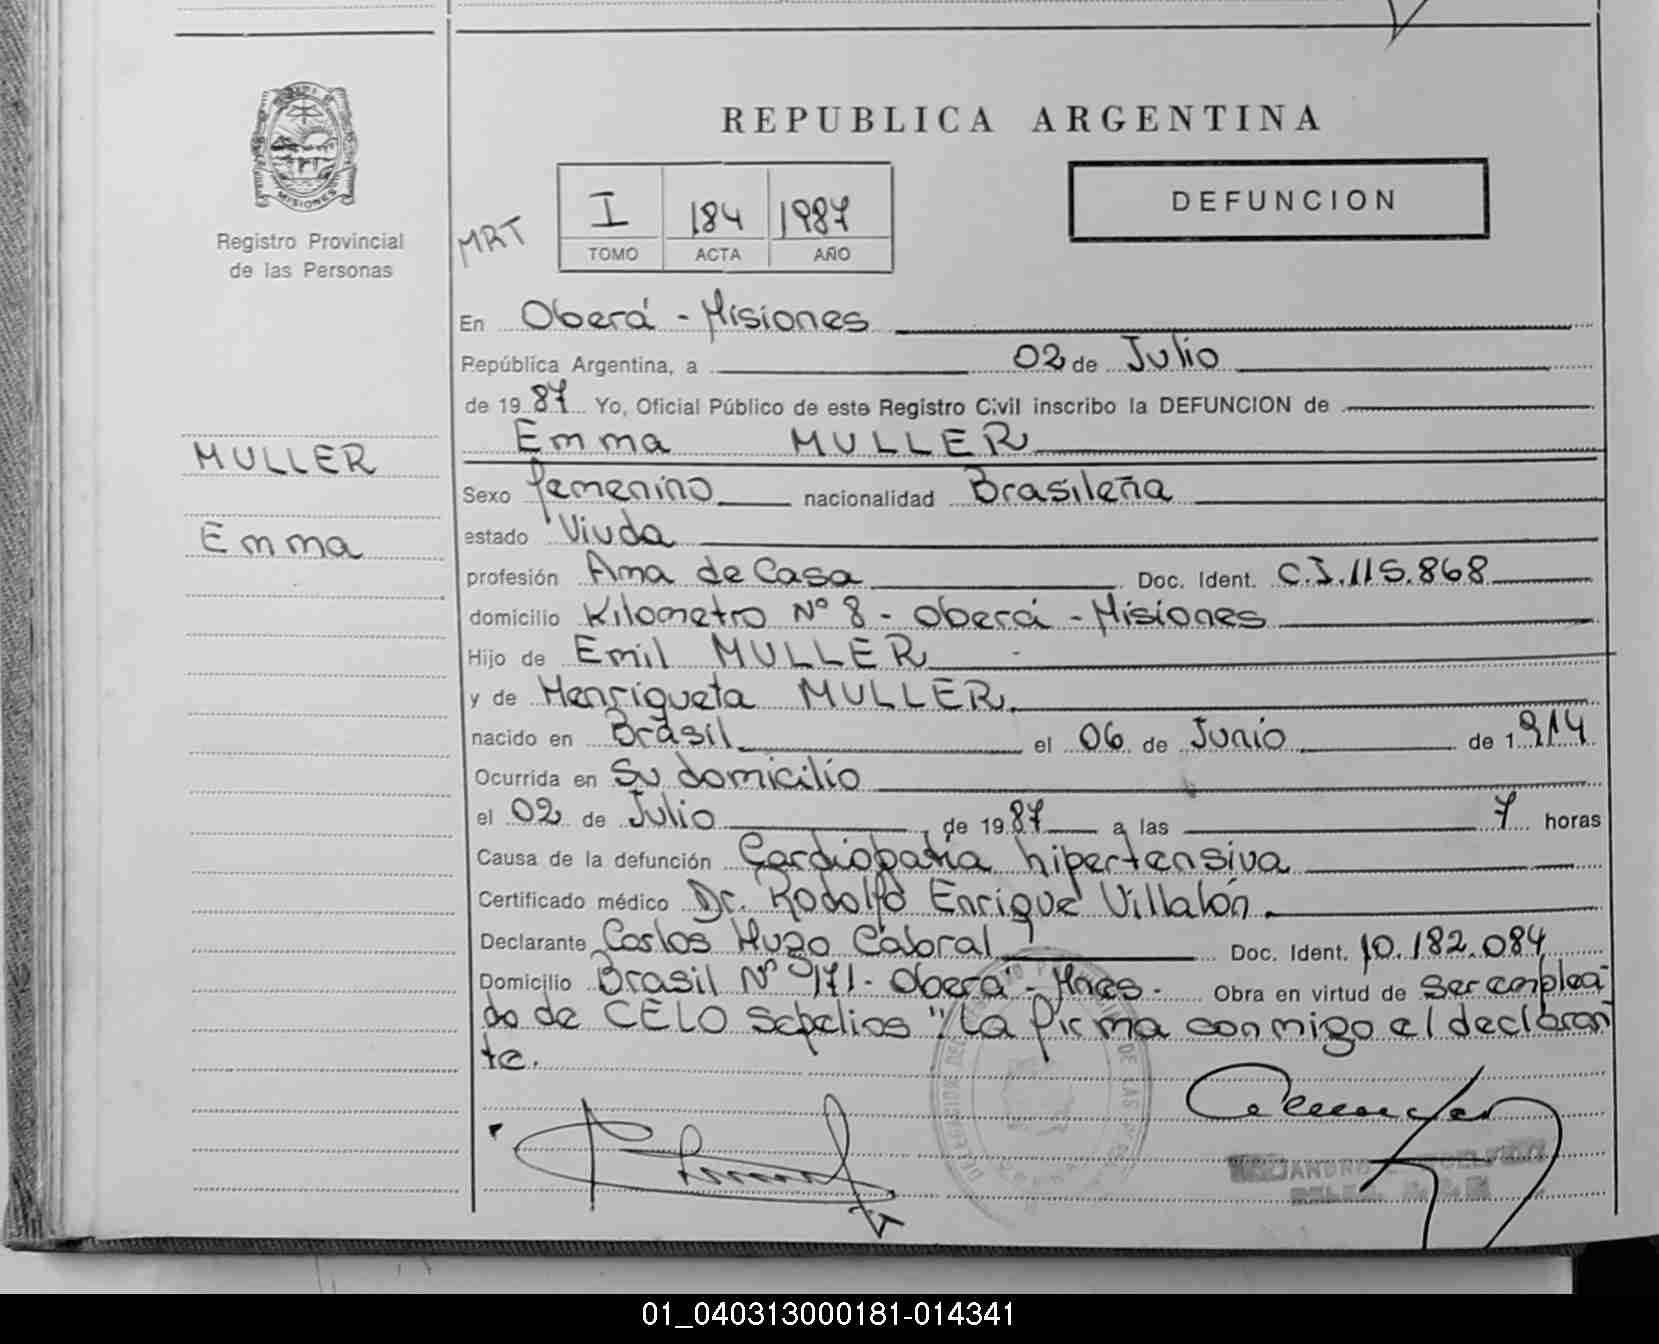 REPUBLICA ARGENTINA
MISIONES
Registro Provincial
de las Personas
MRT
I 184 1987
TOMO ACTA AÑO
DEFUNCION
En Oberá - Misiones
República Argentina, a 02 de Julio
de 1987 Yo, Oficial Público de este Registro Civil inscribo la DEFUNCION de
Emma MULLER
MULLER
Emma
Sexo femenino nacionalidad Brasileña
estado Viuda
profesión Ama de Casa Doc. Ident. C.I.115.868
domicilio Kilometro Nº 8 - Oberá - Misiones
Hijo de Emil MULLER
y de Henriqueta MULLER.
nacido en Brasil el 06 de Junio de 1914
Ocurrida en Su domicilio
el 02 de Julio de 1987 a las 7 horas
Causa de la defunción Cardiopatía hipertensiva
Certificado médico Dr. Rodolfo Enrique Villalón.
Declarante Carlos Hugo Cabral Doc. Ident. 10.182.084
Domicilio Brasil Nº 171 - Oberá - Mnes. Obra en virtud de ser emplea-
do de CELO Sepelios "La firma conmigo el declaran
te.
01_040313000181-014341